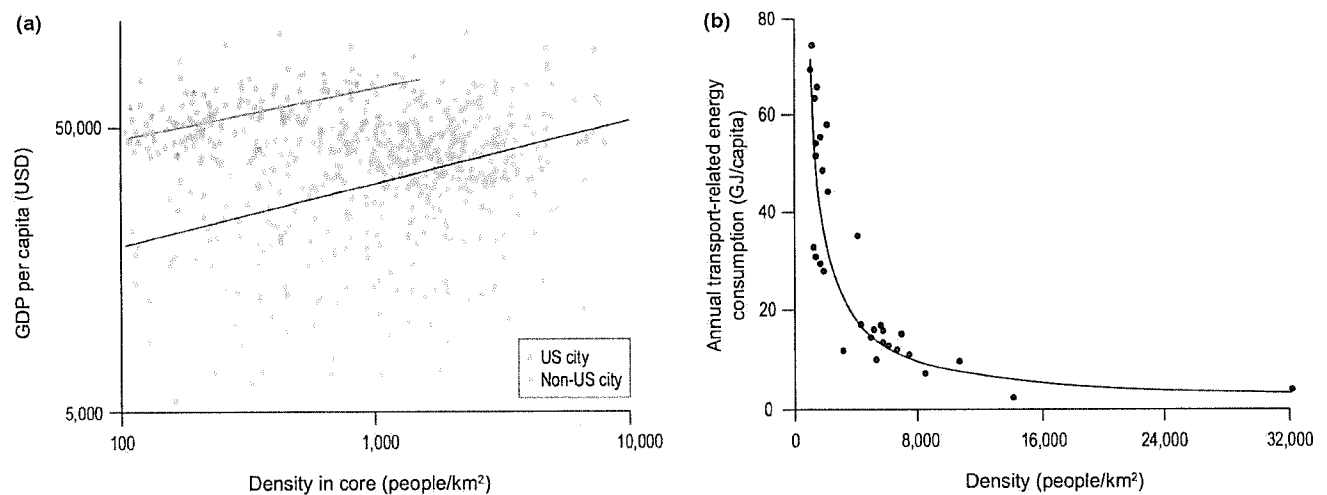 (a)
50,000
5,000
GDP per capita (USD)
100
1,000
10,000
Density in core (people/km²)
US city
Non-US city
(b)
80
60
40
20
0
Annual transport-related energy
consumption (GJ/capita)
0
8,000
16,000
24,000
32,000
Density (people/km²)